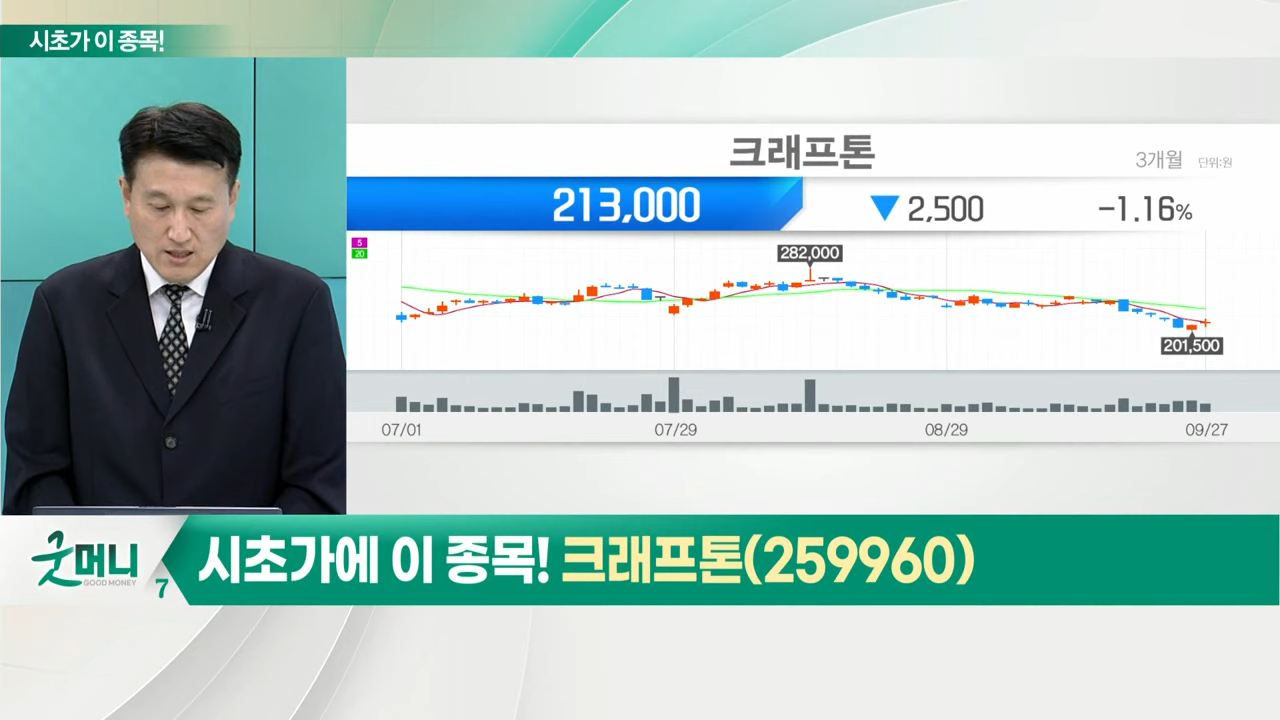 시초가 이 종목!
크래프톤
3개월 단위:원
213,000 ▼ 2,500 -1.16%
5
20
282,000
201,500
07/01 07/29 08/29 09/27
굿머니
GOOD MONEY
7
시초가에 이 종목! 크래프톤(259960)